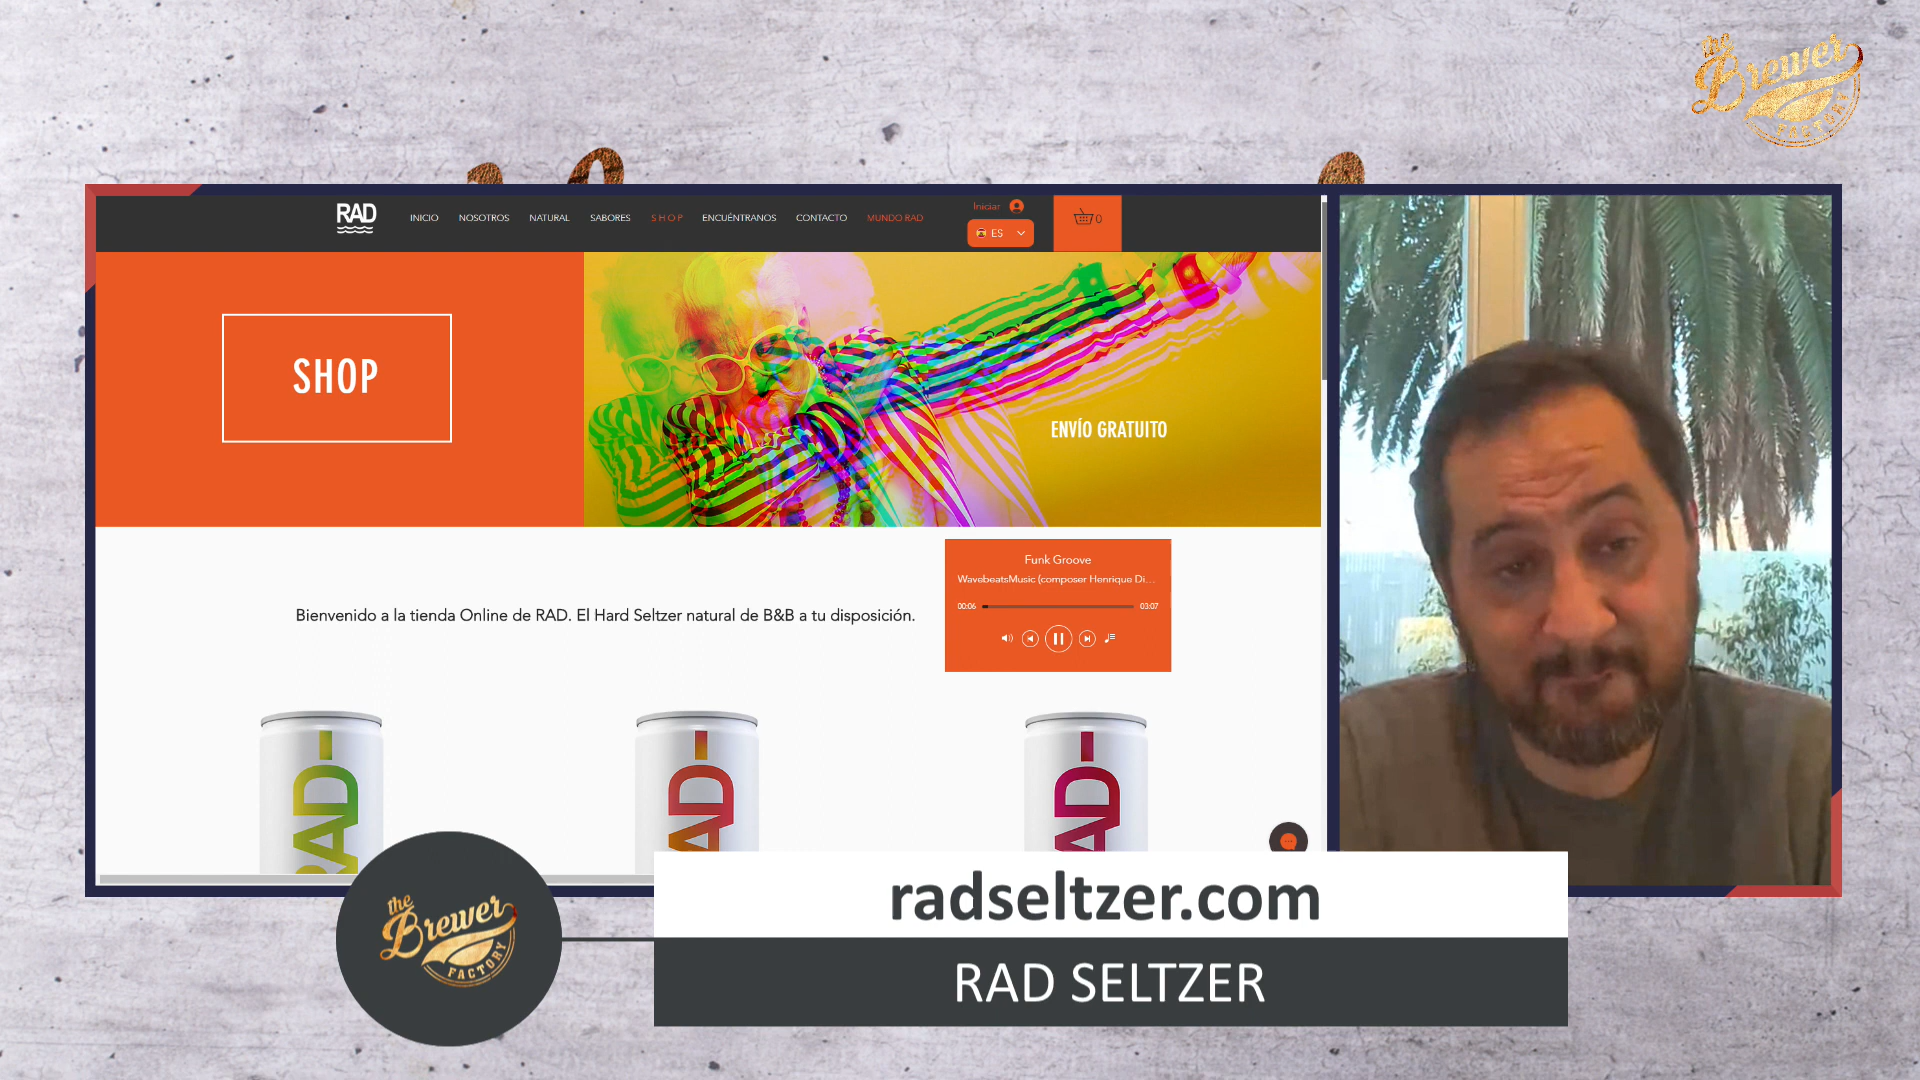 the
Brewer
FACTORY
RAD
INICIO NOSOTROS NATURAL SABORES SHOP ENCUÉNTRANOS CONTACTO MUNDO RAD
Iniciar
ES
0
SHOP
ENVÍO GRATUITO
Funk Groove
WavebeatsMusic (composer Henrique Di...
00:06 03:07
Bienvenido a la tienda Online de RAD. El Hard Seltzer natural de B&B a tu disposición.
RAD
RAD
RAD
the
Brewer
FACTORY
radseltzer.com
RAD SELTZER